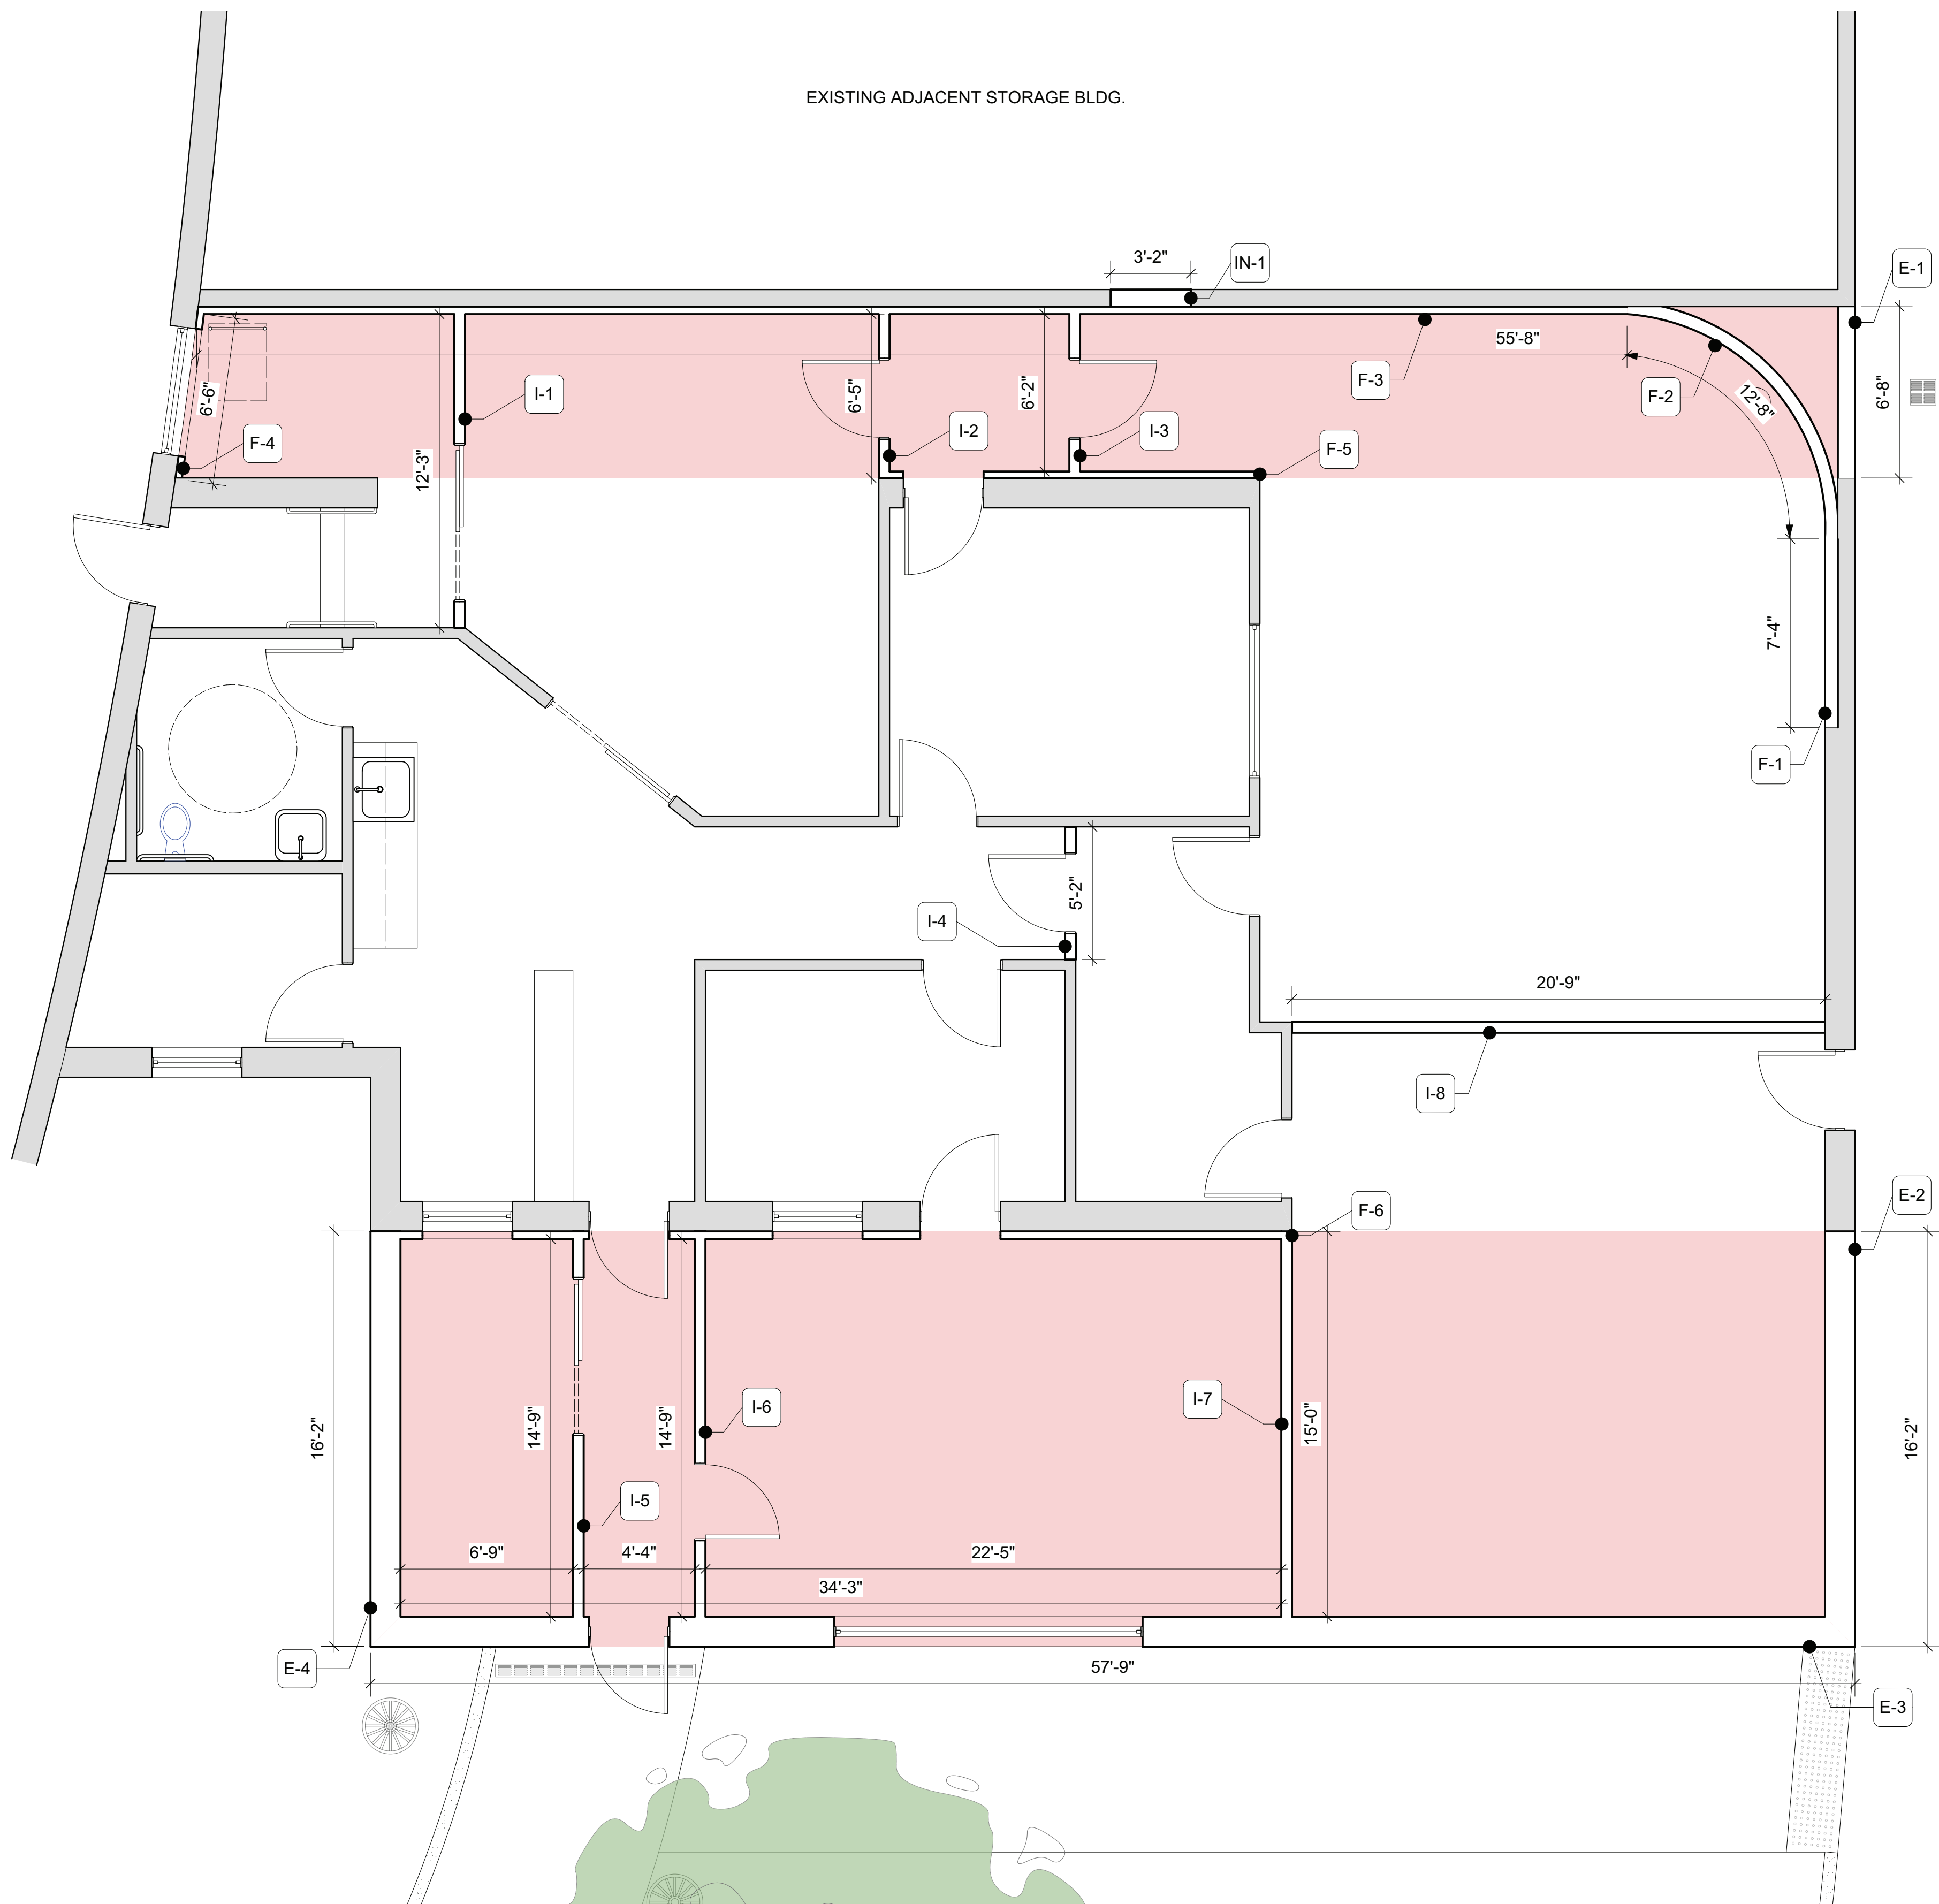 EXISTING ADJACENT STORAGE BLDG.
3'-2"
IN-1
E-1
55'-8"
F-3
F-2
12'-8"
6'-8"
6'-6"
I-1
6'-5"
6'-2"
F-4
12'-3"
I-2
I-3
F-5
7'-4"
F-1
5'-2"
I-4
20'-9"
I-8
E-2
F-6
16'-2"
14'-9"
14'-9"
I-6
I-7
15'-0"
16'-2"
I-5
6'-9"
4'-4"
22'-5"
34'-3"
E-4
57'-9"
E-3